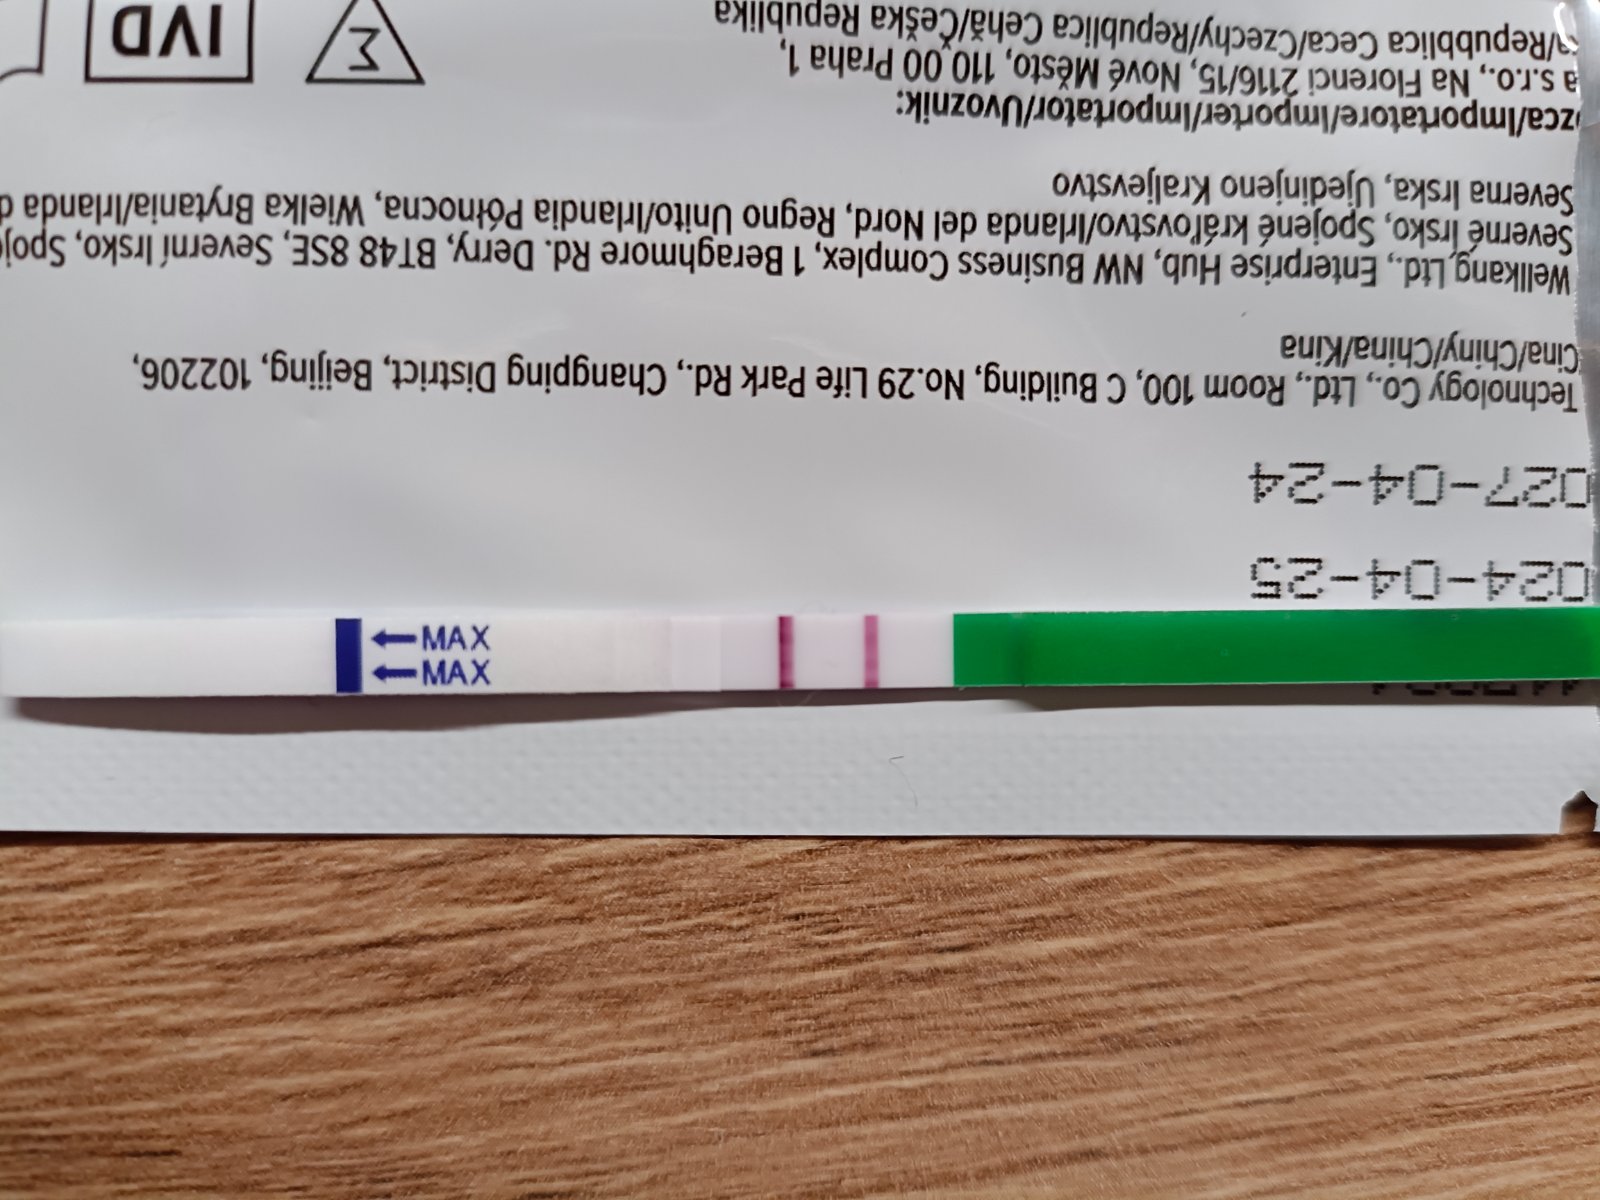 MAX
MAX
024-04-25
027-04-24
Technology Co., Ltd., Room 100, C Building, No.29 Life Park Rd., Changping District, Beijing, 102206,
Cina/Chiny/China/Kina
Wellkang Ltd., Enterprise Hub, NW Business Complex, 1 Beraghmore Rd. Derry, BT48 8SE, Severní Irsko, Spoje
Severné Írsko, Spojené kráľovstvo/Irlanda del Nord, Regno Unito/Irlandia Północna, Wielka Brytania/Irlanda d
Severna Irska, Ujedinjeno Kraljevstvo
ozca/Importatore/Importer/Importator/Uvoznik:
a s.r.o., Na Florenci 2116/15, Nové Město, 110 00 Praha 1,
a/Repubblica Ceca/Czechy/Republica Cehă/Češka Republika
Σ
IVD